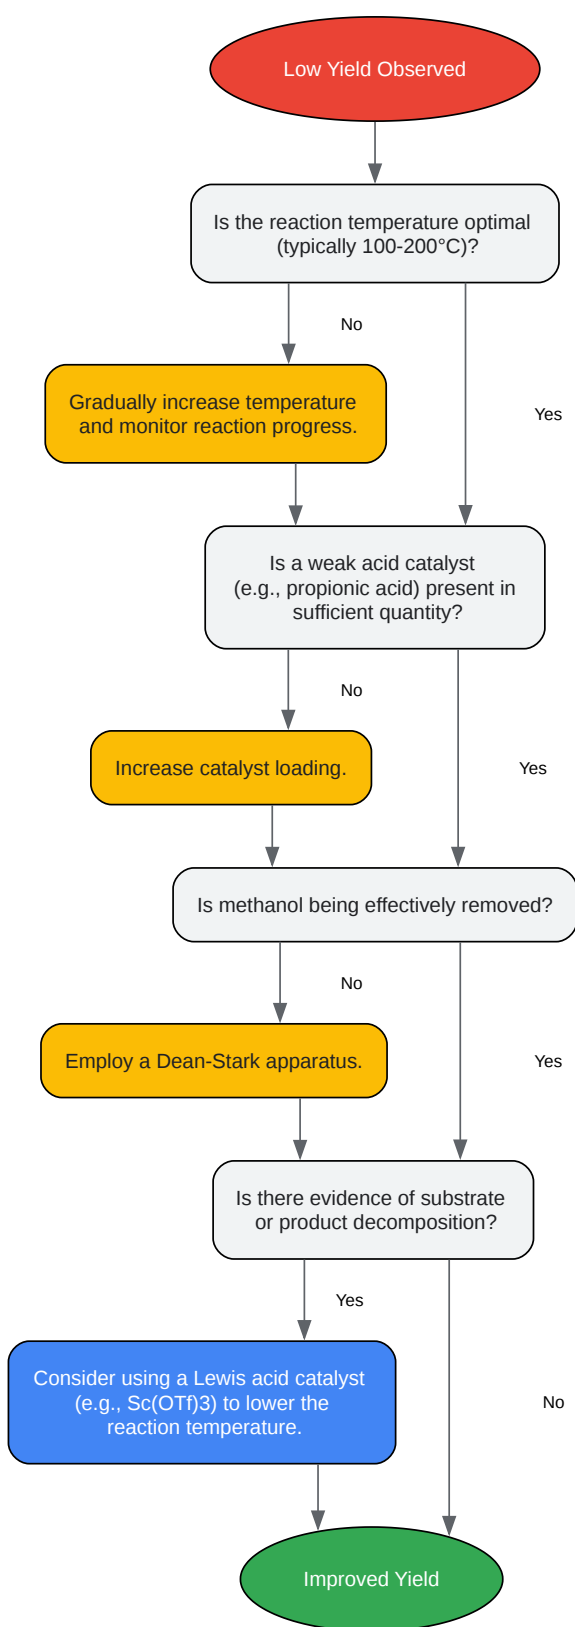 Low Yield Observed
Is the reaction temperature optimal
(typically 100-200°C)?
No
Gradually increase temperature
and monitor reaction progress.
Yes
Is a weak acid catalyst
(e.g., propionic acid) present in
sufficient quantity?
No
Increase catalyst loading.
Yes
Is methanol being effectively removed?
No
Employ a Dean-Stark apparatus.
Yes
Is there evidence of substrate
or product decomposition?
Yes
Consider using a Lewis acid catalyst
(e.g., Sc(OTf)3) to lower the
reaction temperature.
No
Improved Yield